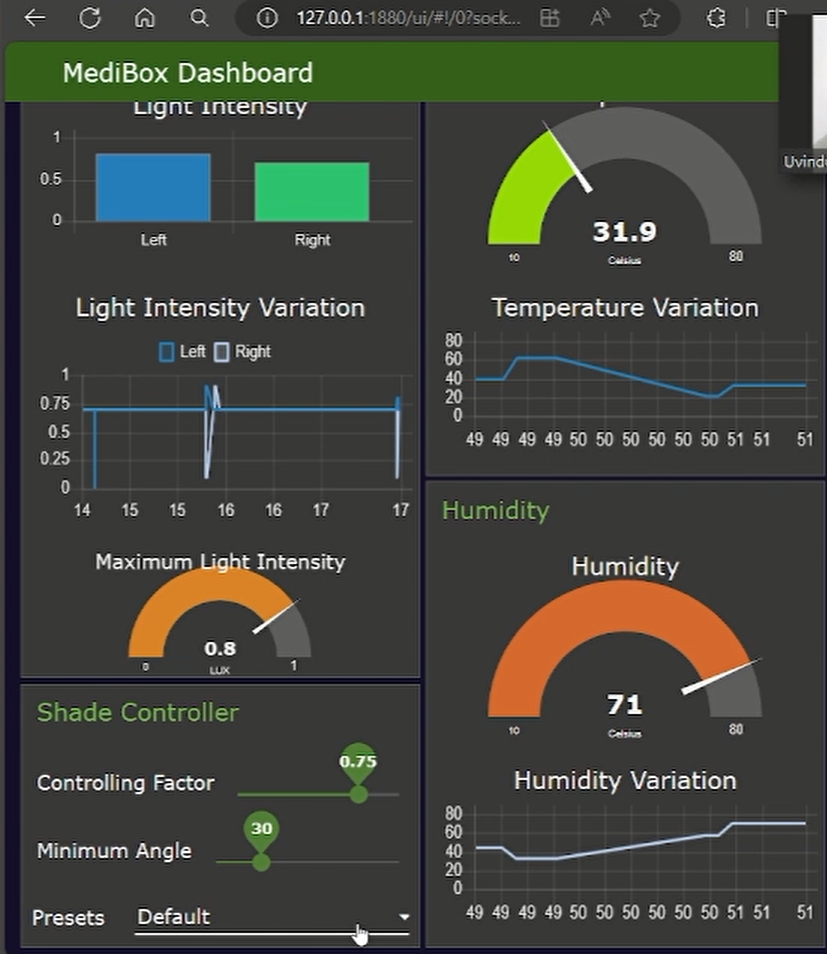 127.0.0.1:1880/ui/#!/0?sock...
MediBox Dashboard
Light Intensity
1
0.5
0
Left Right
Light Intensity Variation
Left Right
1
0.75
0.5
0.25
0
14 15 15 16 16 17 17
Maximum Light Intensity
0.8
LUX
0 1
Shade Controller
0.75
Controlling Factor
30
Minimum Angle
Presets Default
31.9
Celsius
10 80
Temperature Variation
80
60
40
20
0
49 49 49 49 50 50 50 50 50 50 51 51 51
Humidity
Humidity
71
Celsius
10 80
Humidity Variation
80
60
40
20
0
49 49 49 49 50 50 50 50 50 50 51 51 51